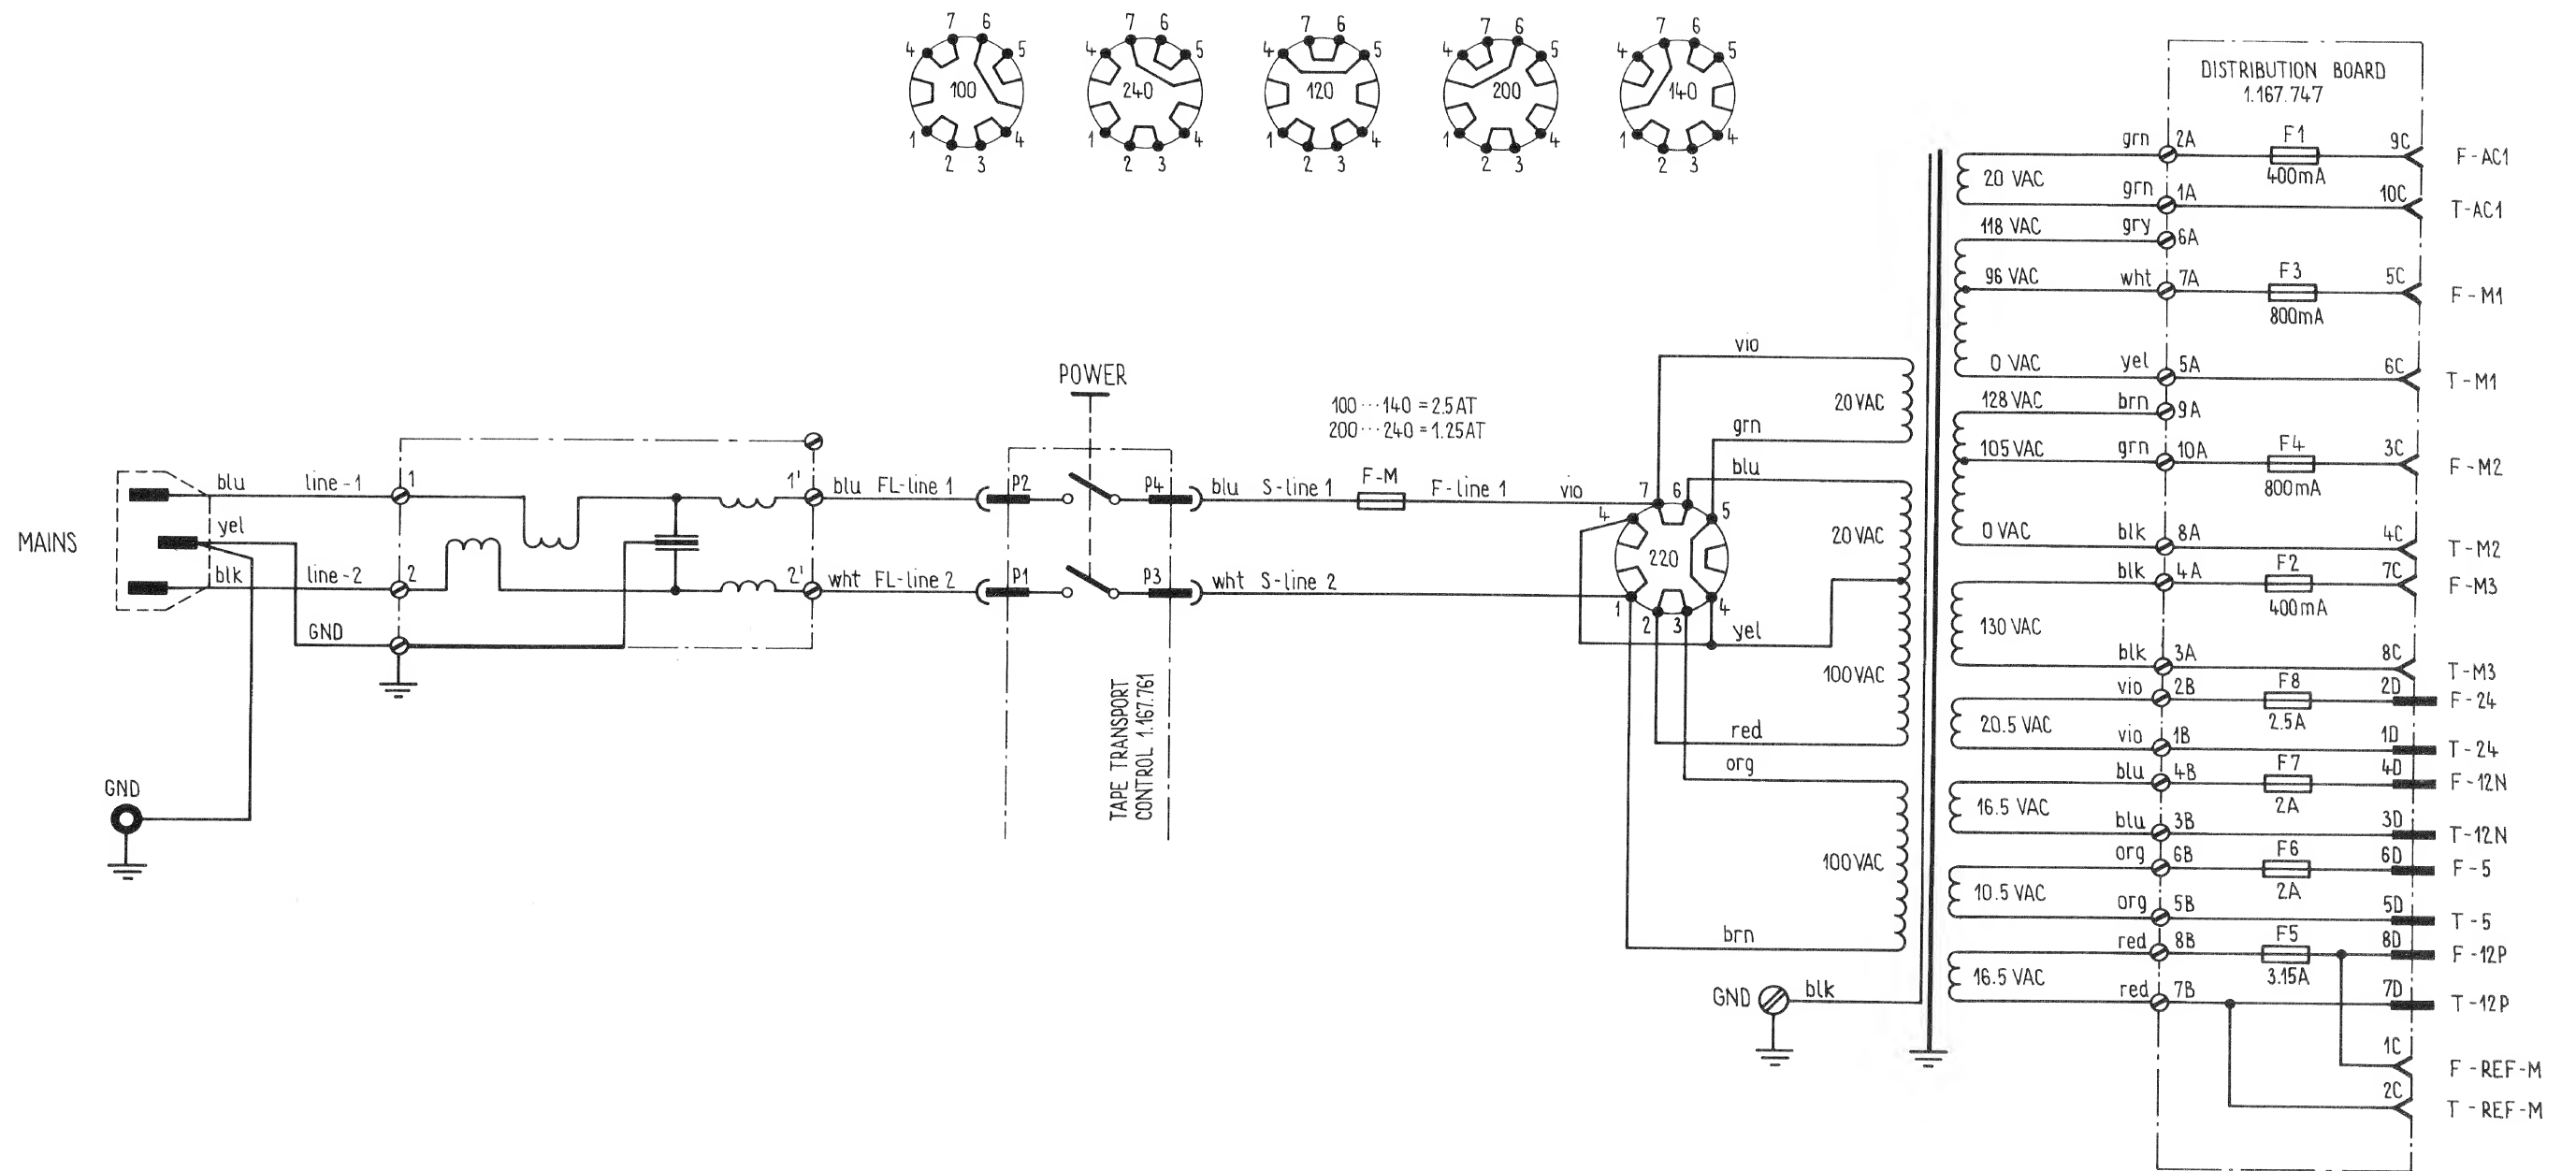 7 6
4 5
100
1 4
2 3
7 6
4 5
240
1 4
2 3
7 6
4 5
120
1 4
2 3
7 6
4 5
200
1 4
2 3
7 6
4 5
140
1 4
2 3
MAINS
blu line-1 1
yel
blk line-2 2
GND
GND
1' blu FL-line 1
2' wht FL-line 2
POWER
P2 P4
P1 P3
TAPE TRANSPORT
CONTROL 1.167.761
100···140 = 2.5AT
200···240 = 1.25AT
blu S-line 1 F-M F-line 1 vio
wht S-line 2
7 6
4 5
220
1 4
2 3
vio
20VAC
grn
blu
20VAC
yel
100VAC
red
org
100VAC
brn
GND blk
DISTRIBUTION BOARD
1.167.747
grn 2A F1 9C F-AC1
20 VAC 400mA
grn 1A 10C T-AC1
118 VAC gry 6A
96 VAC wht 7A F3 5C F-M1
800mA
0 VAC yel 5A 6C T-M1
128 VAC brn 9A
105 VAC grn 10A F4 3C F-M2
800mA
0 VAC blk 8A 4C T-M2
blk 4A F2 7C F-M3
400mA
130 VAC
blk 3A 8C T-M3
vio 2B F8 2D F-24
20.5 VAC 2.5A
vio 1B 1D T-24
blu 4B F7 4D F-12N
16.5 VAC 2A
blu 3B 3D T-12N
org 6B F6 6D F-5
10.5 VAC 2A
org 5B 5D T-5
red 8B F5 8D F-12P
16.5 VAC 3.15A
red 7B 7D T-12P
1C F-REF-M
2C T-REF-M